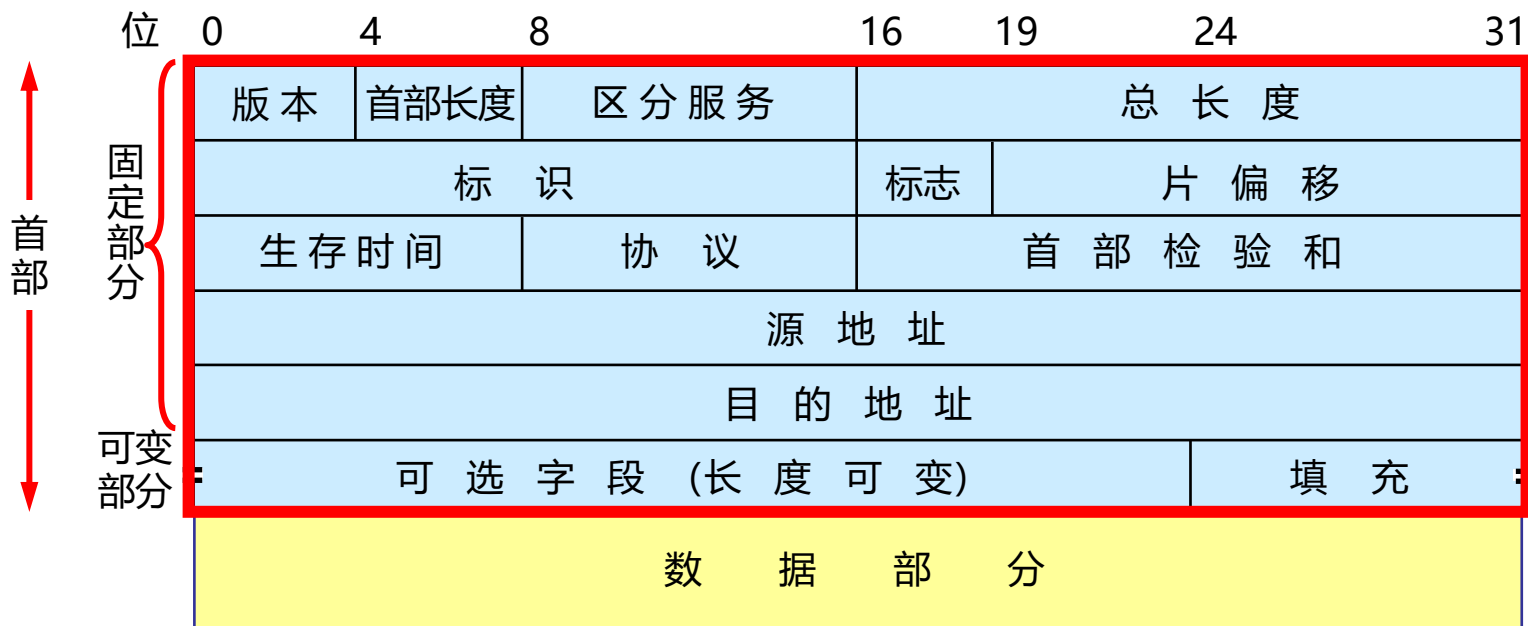 位 0 4 8 16 19 24 31
版本 首部长度 区分服务 总长度
标识 标志 片偏移
生存时间 协议 首部检验和
源地址
目的地址
可选字段 (长度可变) 填充
数据部分
首部
固定部分
可变
部分